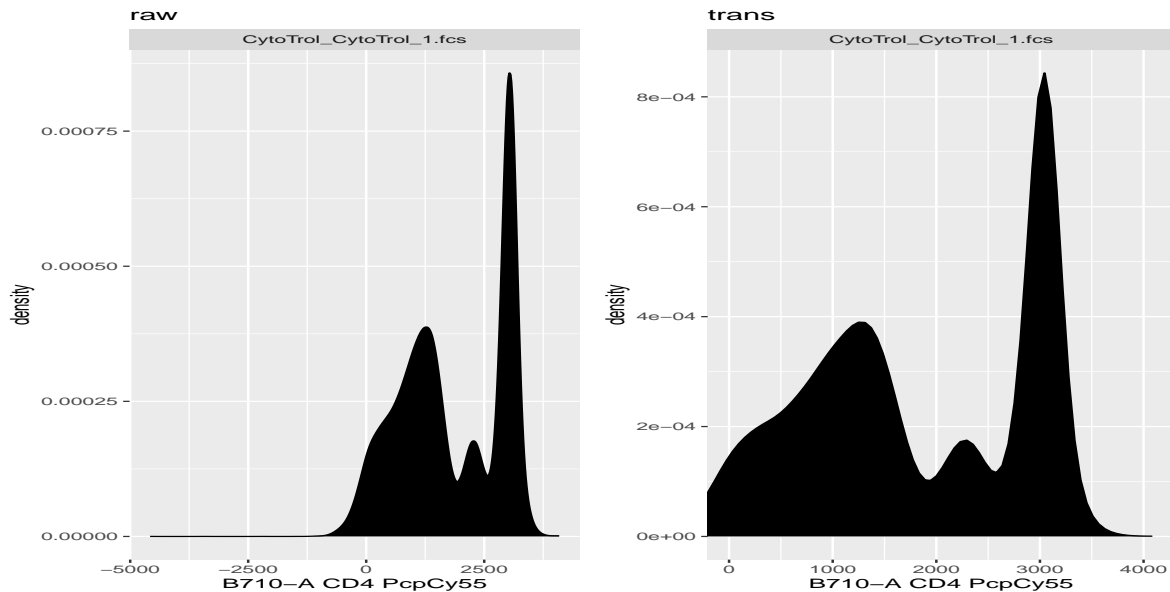 raw
CytoTrol_CytoTrol_1.fcs
0.00075
0.00050
0.00025
0.00000
density
−5000
−2500
0
2500
B710−A CD4 PcpCy55
trans
CytoTrol_CytoTrol_1.fcs
8e−04
6e−04
4e−04
2e−04
0e+00
density
0
1000
2000
3000
4000
B710−A CD4 PcpCy55